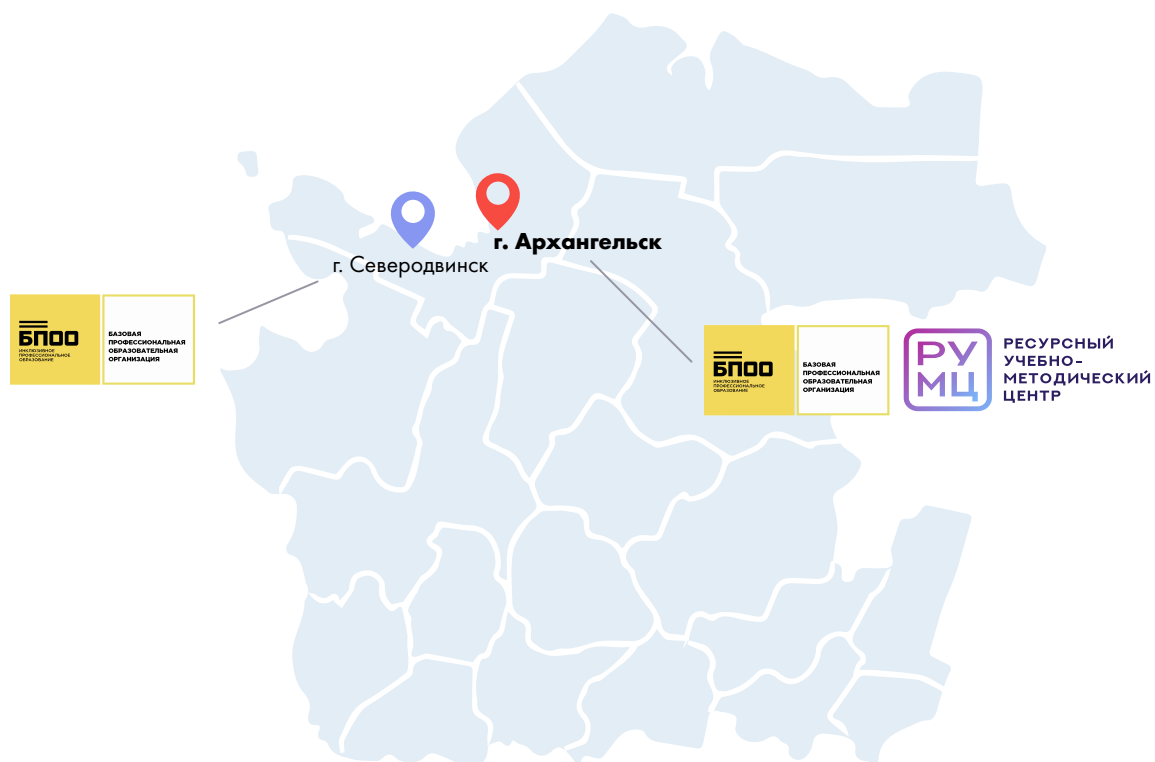 г. Архангельск
г. Северодвинск
БПОО
ИНКЛЮЗИВНОЕ
ПРОФЕССИОНАЛЬНОЕ
ОБРАЗОВАНИЕ
БАЗОВАЯ
ПРОФЕССИОНАЛЬНАЯ
ОБРАЗОВАТЕЛЬНАЯ
ОРГАНИЗАЦИЯ
БПОО
ИНКЛЮЗИВНОЕ
ПРОФЕССИОНАЛЬНОЕ
ОБРАЗОВАНИЕ
БАЗОВАЯ
ПРОФЕССИОНАЛЬНАЯ
ОБРАЗОВАТЕЛЬНАЯ
ОРГАНИЗАЦИЯ
РУ
МЦ
РЕСУРСНЫЙ
УЧЕБНО-
МЕТОДИЧЕСКИЙ
ЦЕНТР